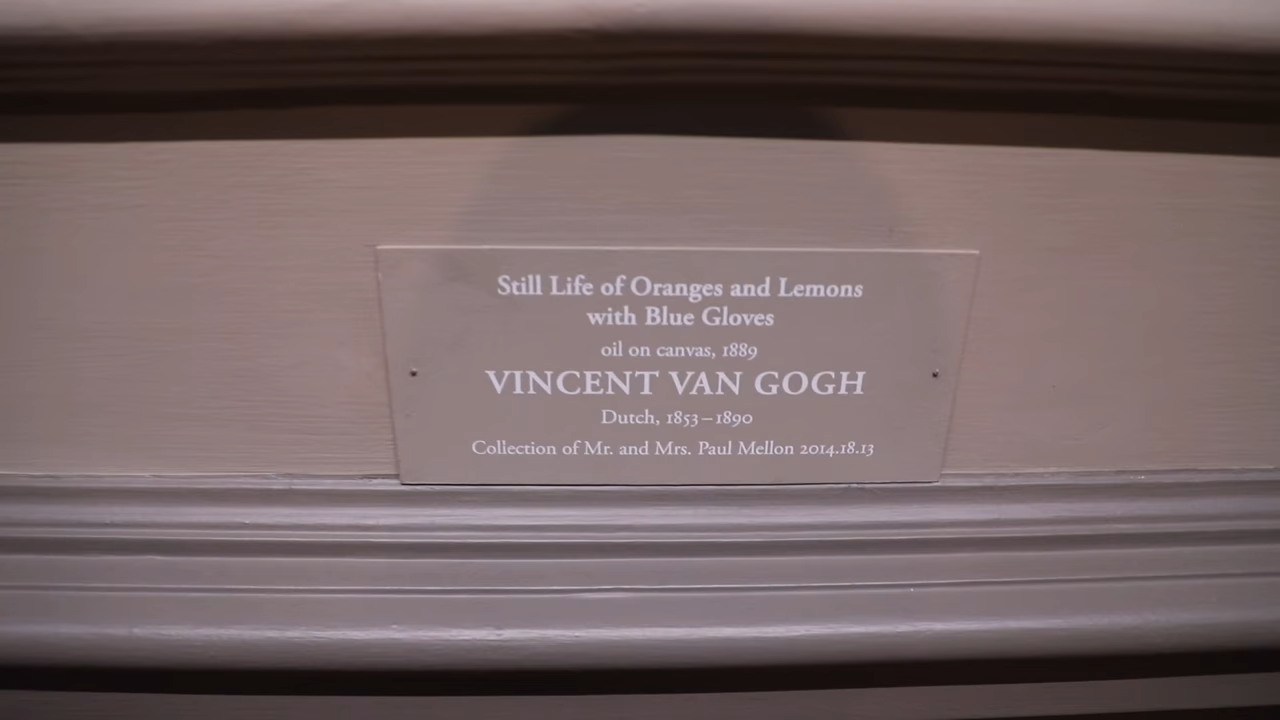 Still Life of Oranges and Lemons
with Blue Gloves
oil on canvas, 1889
VINCENT VAN GOGH
Dutch, 1853–1890
Collection of Mr. and Mrs. Paul Mellon 2014.18.13